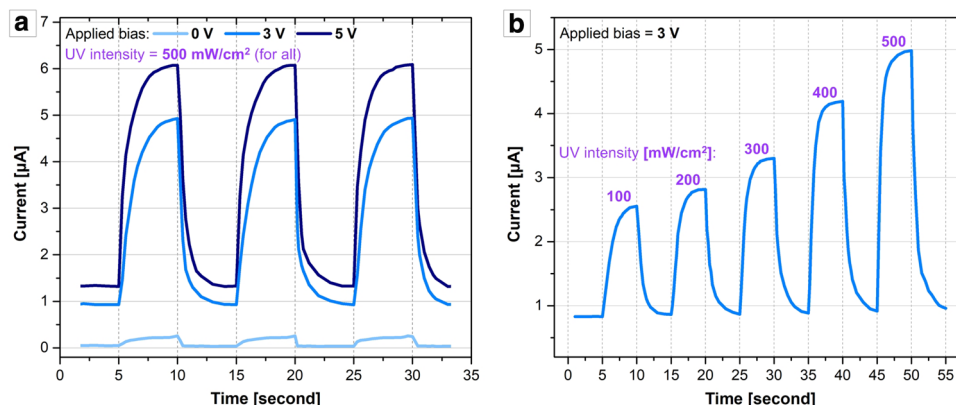 a
Applied bias: 0 V 3 V 5 V
UV intensity = 500 mW/cm² (for all)
Current [µA]
7
6
5
4
3
2
1
0
0 5 10 15 20 25 30 35
Time [second]
b
Applied bias = 3 V
UV intensity [mW/cm²]:
100
200
300
400
500
Current [µA]
5
4
3
2
1
0 5 10 15 20 25 30 35 40 45 50 55
Time [second]